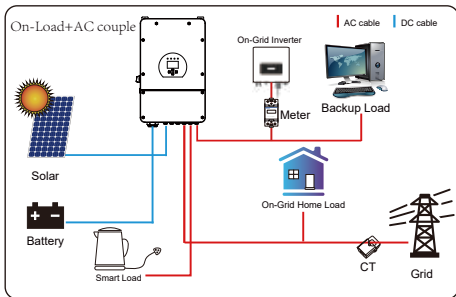 On-Load+AC couple
AC cable
DC cable
On-Grid Inverter
Meter
Backup Load
Solar
On-Grid Home Load
Battery
Smart Load
CT
Grid